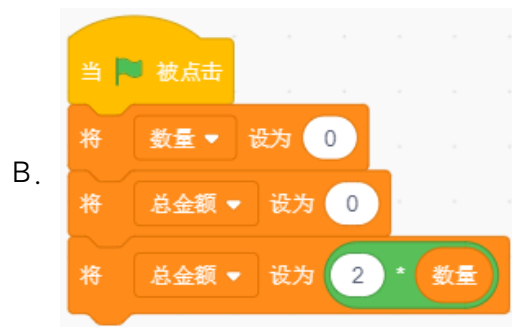 当 被点击
将 数量 设为 0
B.
将 总金额 设为 0
将 总金额 设为 2 * 数量